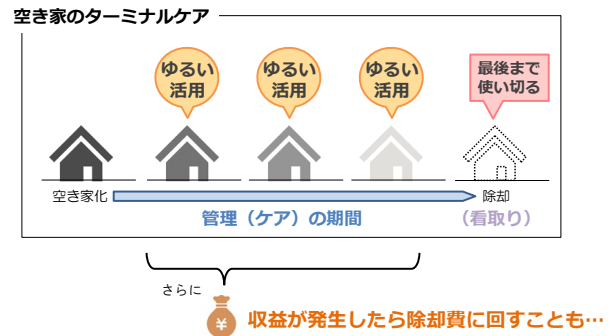 空き家のターミナルケア
ゆるい
活用
ゆるい
活用
ゆるい
活用
最後まで
使い切る
空き家化
除却
管理（ケア）の期間
（看取り）
さらに
¥
収益が発生したら除却費に回すことも…